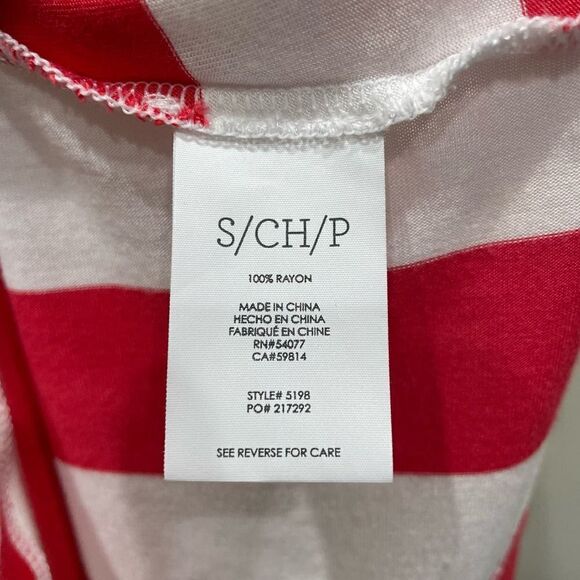 S/CH/P
100% RAYON
MADE IN CHINA
HECHO EN CHINA
FABRIQUÉ EN CHINE
RN#54077
CA#59814
STYLE# 5198
PO# 217292
SEE REVERSE FOR CARE